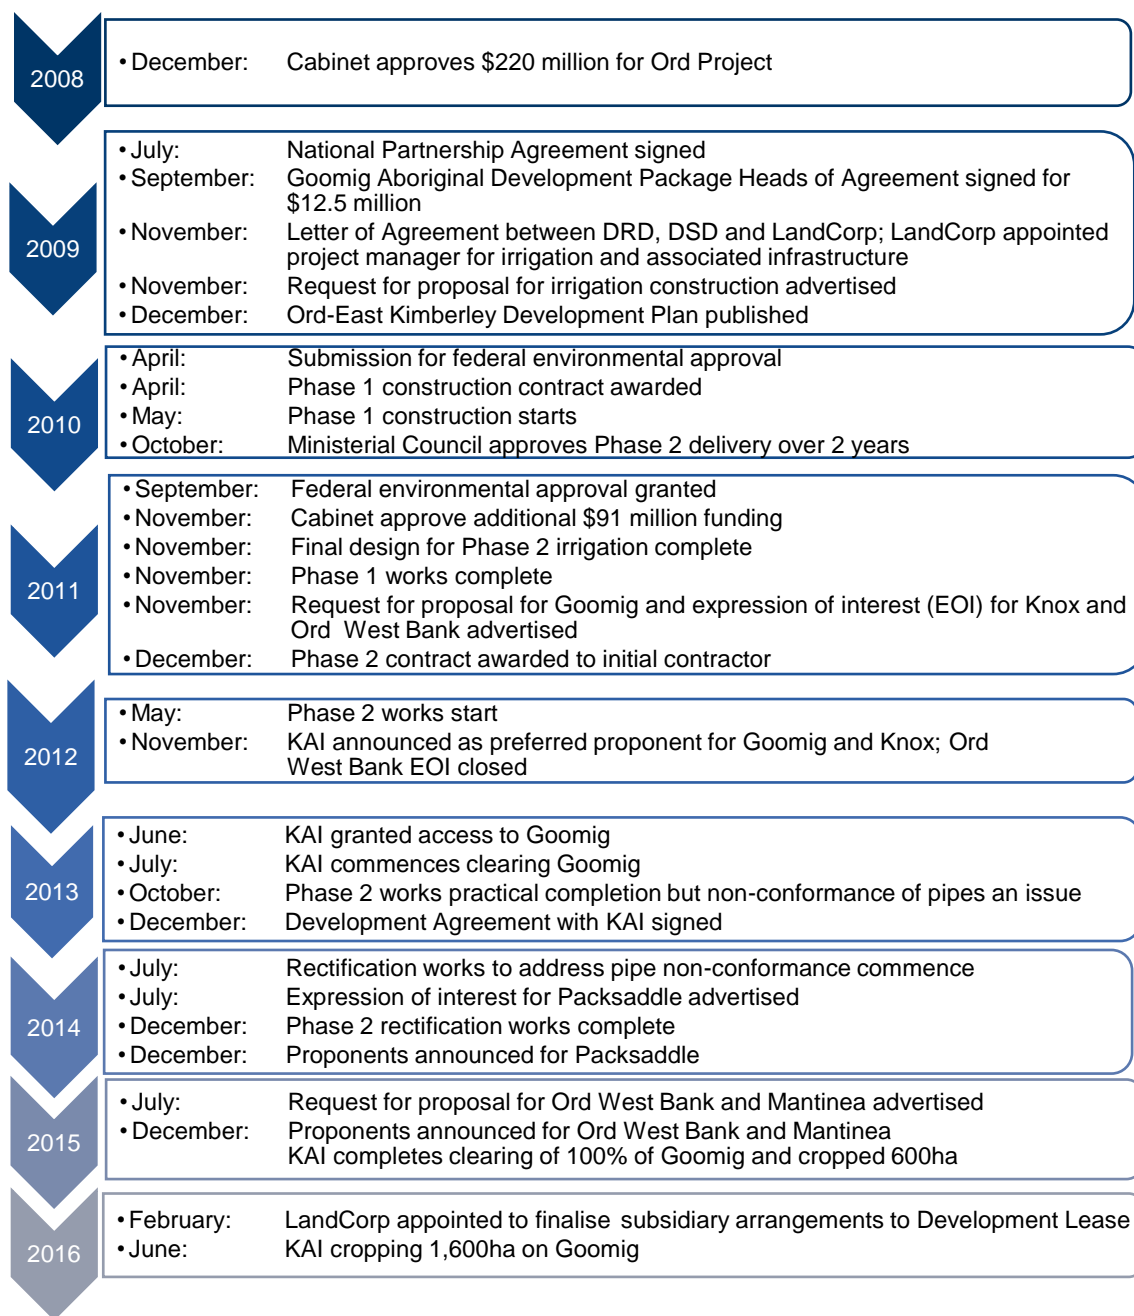 2008
• December: Cabinet approves $220 million for Ord Project
2009
• July: National Partnership Agreement signed
• September: Goomig Aboriginal Development Package Heads of Agreement signed for
$12.5 million
• November: Letter of Agreement between DRD, DSD and LandCorp; LandCorp appointed
project manager for irrigation and associated infrastructure
• November: Request for proposal for irrigation construction advertised
• December: Ord-East Kimberley Development Plan published
2010
• April: Submission for federal environmental approval
• April: Phase 1 construction contract awarded
• May: Phase 1 construction starts
• October: Ministerial Council approves Phase 2 delivery over 2 years
2011
• September: Federal environmental approval granted
• November: Cabinet approve additional $91 million funding
• November: Final design for Phase 2 irrigation complete
• November: Phase 1 works complete
• November: Request for proposal for Goomig and expression of interest (EOI) for Knox and
Ord West Bank advertised
• December: Phase 2 contract awarded to initial contractor
2012
• May: Phase 2 works start
• November: KAI announced as preferred proponent for Goomig and Knox; Ord
West Bank EOI closed
2013
• June: KAI granted access to Goomig
• July: KAI commences clearing Goomig
• October: Phase 2 works practical completion but non-conformance of pipes an issue
• December: Development Agreement with KAI signed
2014
• July: Rectification works to address pipe non-conformance commence
• July: Expression of interest for Packsaddle advertised
• December: Phase 2 rectification works complete
• December: Proponents announced for Packsaddle
2015
• July: Request for proposal for Ord West Bank and Mantinea advertised
• December: Proponents announced for Ord West Bank and Mantinea
KAI completes clearing of 100% of Goomig and cropped 600ha
2016
• February: LandCorp appointed to finalise subsidiary arrangements to Development Lease
• June: KAI cropping 1,600ha on Goomig